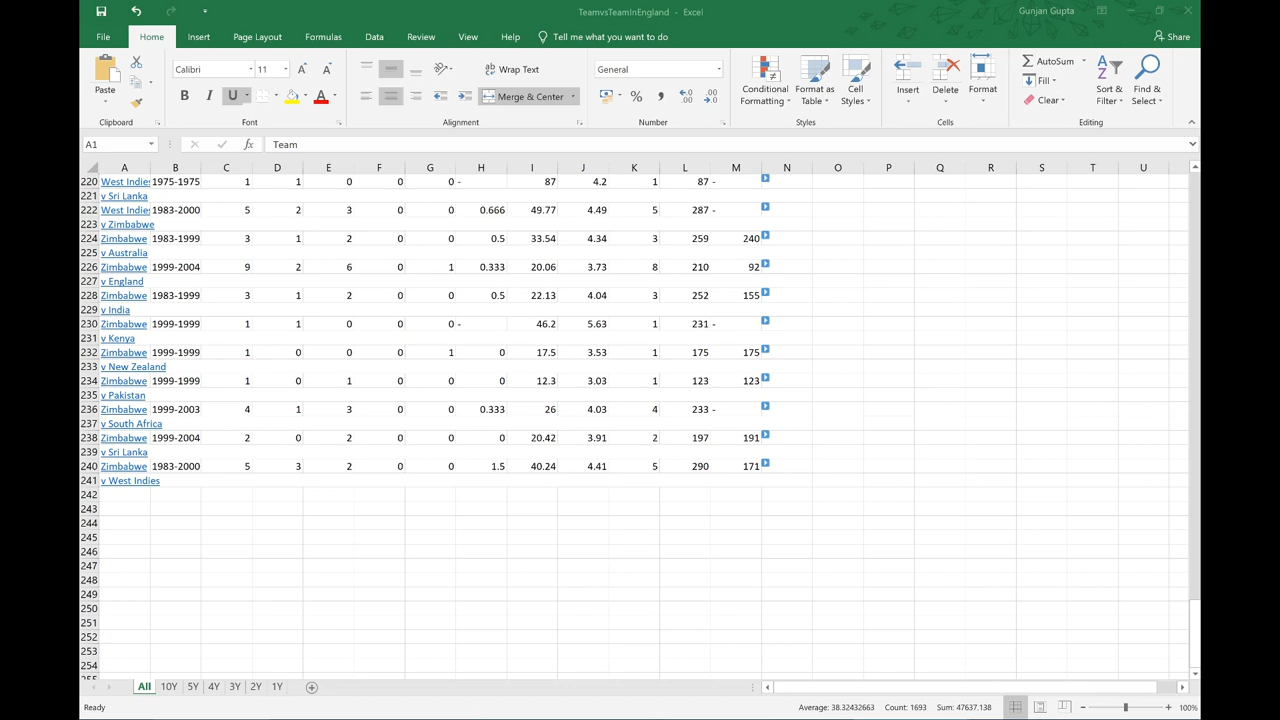 TeamvsTeamInEngland - Excel
Gunjan Gupta
File Home Insert Page Layout Formulas Data Review View Help Tell me what you want to do Share
Paste
Clipboard
Calibri 11
B I U
Font
Wrap Text
Merge & Center
Alignment
General
% ,
Number
Conditional Formatting
Format as Table
Cell Styles
Styles
Insert Delete Format
Cells
AutoSum
Fill
Clear
Sort & Filter
Find & Select
Editing
A1 fx Team
A B C D E F G H I J K L M N O P Q R S T U
220 West Indies 1975-1975 1 1 0 0 0 - 87 4.2 1 87 -
221 v Sri Lanka
222 West Indies 1983-2000 5 2 3 0 0 0.666 49.77 4.49 5 287 -
223 v Zimbabwe
224 Zimbabwe 1983-1999 3 1 2 0 0 0.5 33.54 4.34 3 259 240
225 v Australia
226 Zimbabwe 1999-2004 9 2 6 0 1 0.333 20.06 3.73 8 210 92
227 v England
228 Zimbabwe 1983-1999 3 1 2 0 0 0.5 22.13 4.04 3 252 155
229 v India
230 Zimbabwe 1999-1999 1 1 0 0 0 - 46.2 5.63 1 231 -
231 v Kenya
232 Zimbabwe 1999-1999 1 0 0 0 1 0 17.5 3.53 1 175 175
233 v New Zealand
234 Zimbabwe 1999-1999 1 0 1 0 0 0 12.3 3.03 1 123 123
235 v Pakistan
236 Zimbabwe 1999-2003 4 1 3 0 0 0.333 26 4.03 4 233 -
237 v South Africa
238 Zimbabwe 1999-2004 2 0 2 0 0 0 20.42 3.91 2 197 191
239 v Sri Lanka
240 Zimbabwe 1983-2000 5 3 2 0 0 1.5 40.24 4.41 5 290 171
241 v West Indies
242
243
244
245
246
247
248
249
250
251
252
253
254
All 10Y 5Y 4Y 3Y 2Y 1Y
Ready Average: 38.32432663 Count: 1693 Sum: 47637.138 100%